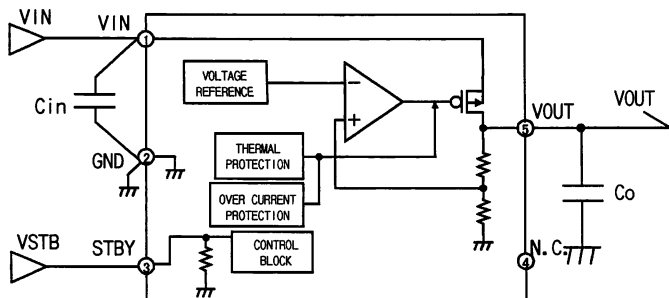 VIN
VIN
1
VOLTAGE
REFERENCE
−
+
Cin
GND
2
THERMAL
PROTECTION
OVER CURRENT
PROTECTION
VSTB
STBY
3
CONTROL
BLOCK
5
VOUT
VOUT
Co
N.C.
4